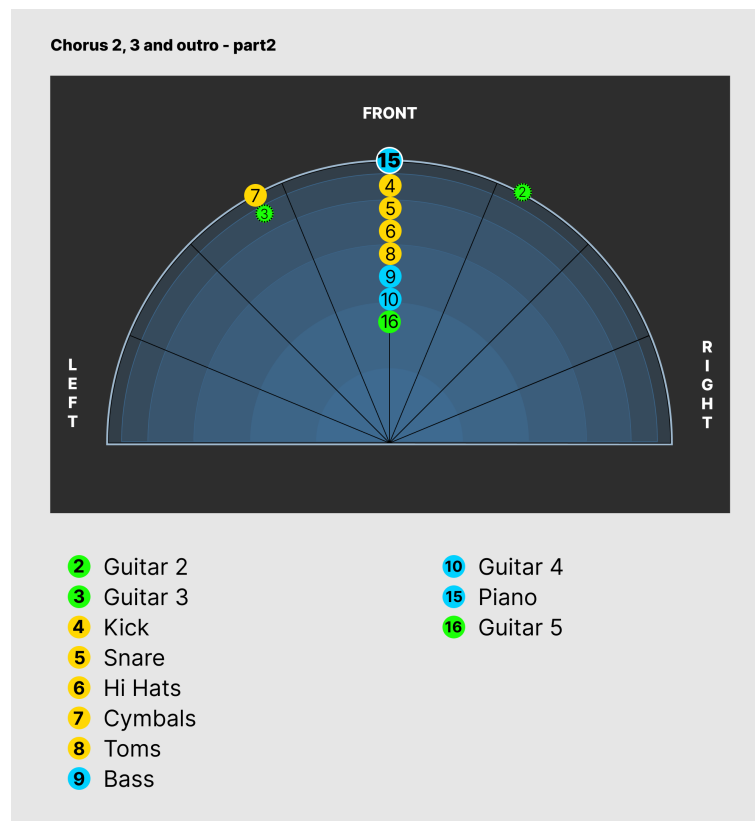 Chorus 2, 3 and outro - part2
FRONT
15
7
4
2
3
5
6
8
9
10
16
LEFT
RIGHT
2 Guitar 2
3 Guitar 3
4 Kick
5 Snare
6 Hi Hats
7 Cymbals
8 Toms
9 Bass
10 Guitar 4
15 Piano
16 Guitar 5